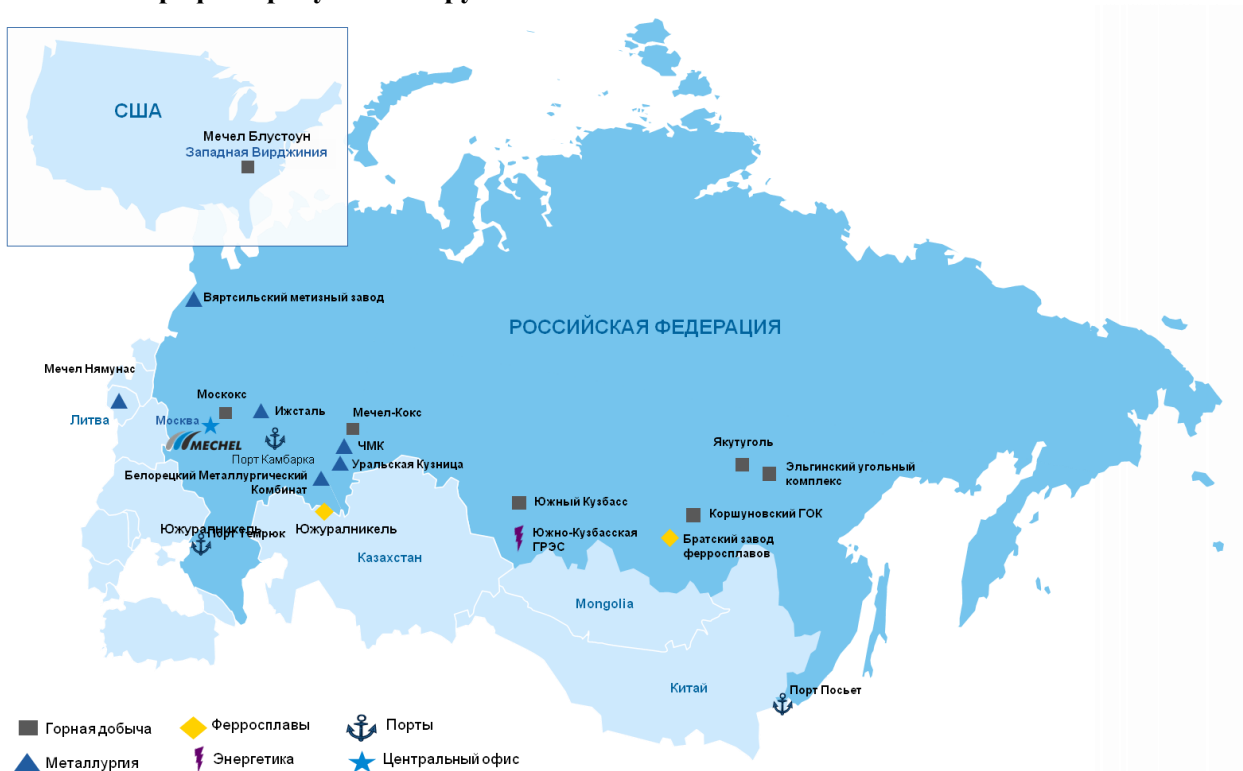 США
Мечел Блустоун
Западная Вирджиния
Вяртсильский метизный завод
РОССИЙСКАЯ ФЕДЕРАЦИЯ
Мечел Нямунас
Литва
Москокс
Москва
MECHEL
Ижсталь
Порт Камбарка
Мечел-Кокс
ЧМК
Уральская Кузница
Белорецкий Металлургический
Комбинат
Южуралникель
Порт Темрюк
Южуралникель
Казахстан
Южный Кузбасс
Южно-Кузбасская
ГРЭС
Якутуголь
Эльгинский угольный
комплекс
Коршуновский ГОК
Братский завод
ферросплавов
Mongolia
Китай
Порт Посьет
Горная добыча
Ферросплавы
Порты
Металлургия
Энергетика
Центральный офис